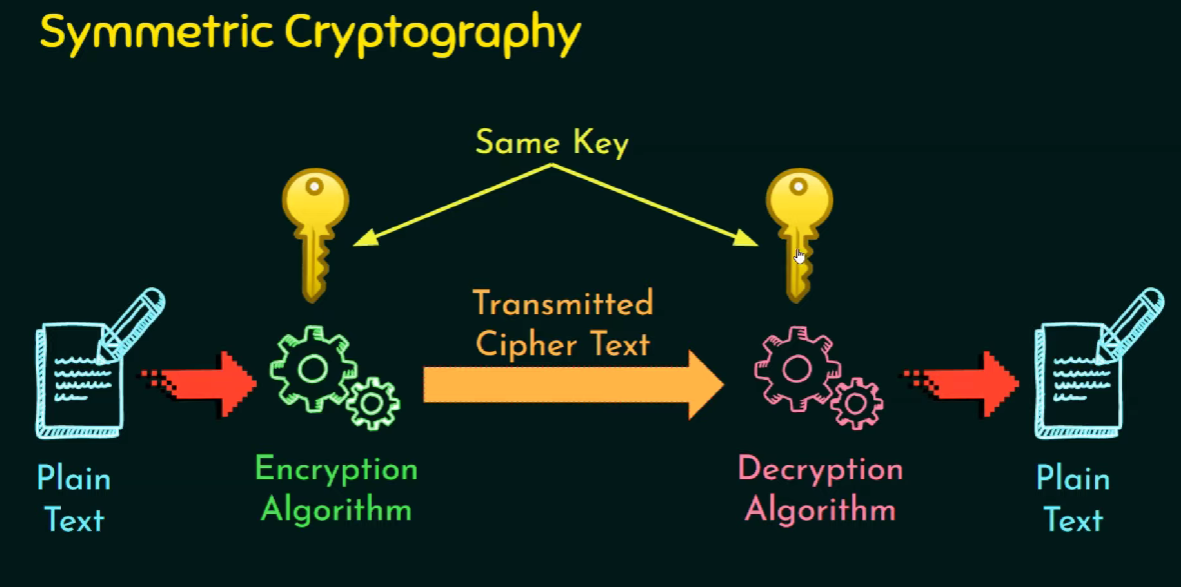 Symmetric Cryptography
Same Key
Transmitted
Cipher Text
Plain
Text
Encryption
Algorithm
Decryption
Algorithm
Plain
Text